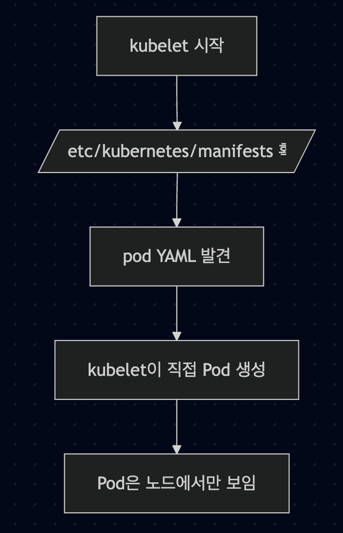 kubelet 시작
etc/kubernetes/manifests
pod YAML 발견
kubelet이 직접 Pod 생성
Pod은 노드에서만 보임